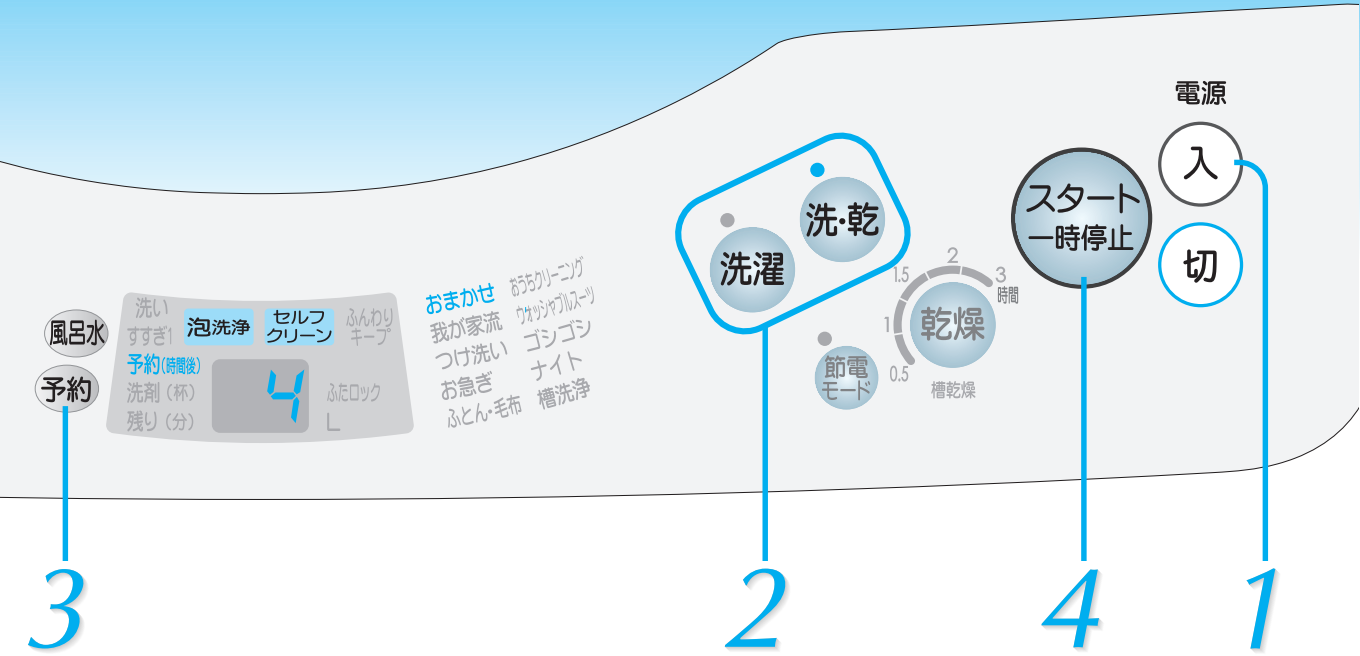 電源
入
切
スタート
一時停止
洗・乾
洗濯
2
1.5
3
時間
1
0.5
乾燥
槽乾燥
節電
モード
おまかせ
我が家流
つけ洗い
お急ぎ
ふとん・毛布
おうちクリーニング
ウォッシャブルスーツ
ゴシゴシ
ナイト
槽洗浄
風呂水
予約
洗い
すすぎ1
泡洗浄
セルフ
クリーン
ふんわり
キープ
予約(時間後)
洗剤(杯)
残り(分)
4
ふたロック
L
3
2
4
1